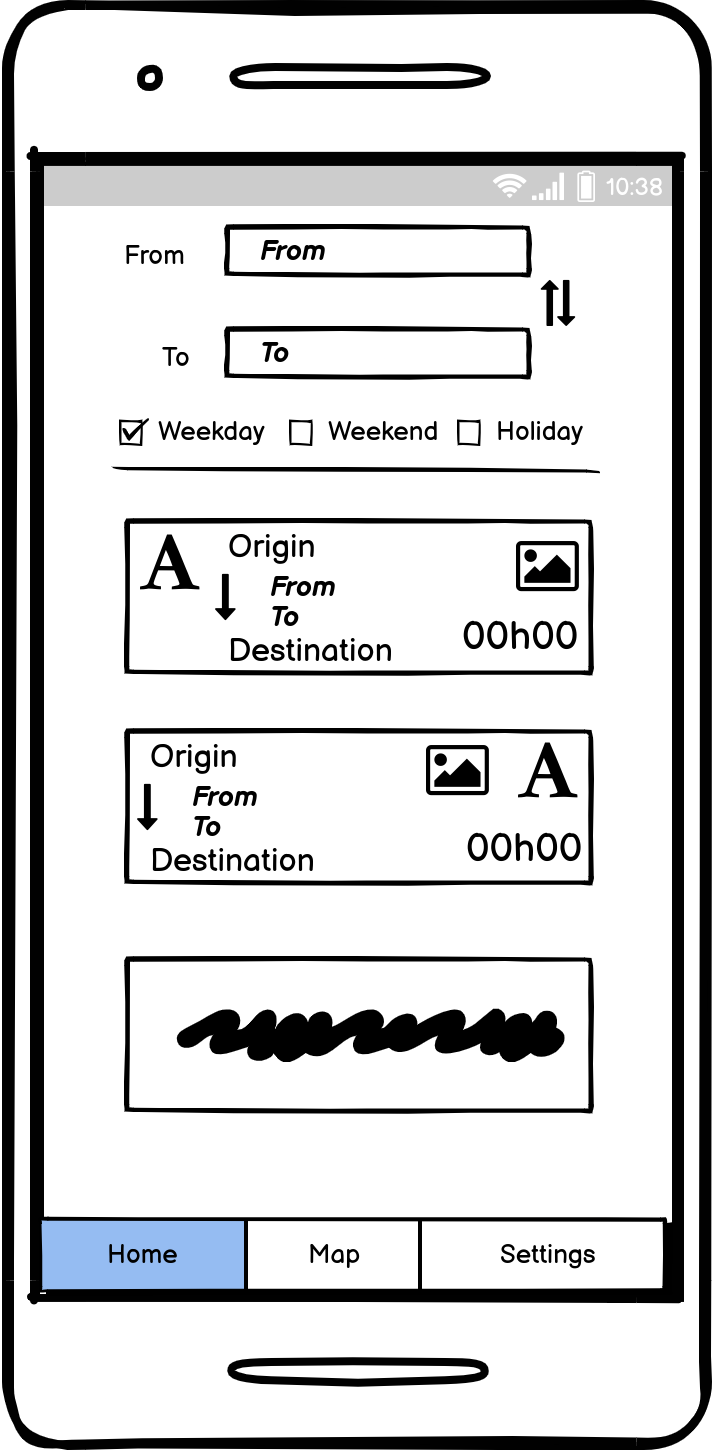 10:38
From From
To To
Weekday Weekend Holiday
A Origin
From
To
00h00
Destination
Origin A
From
To
00h00
Destination
Home Map Settings